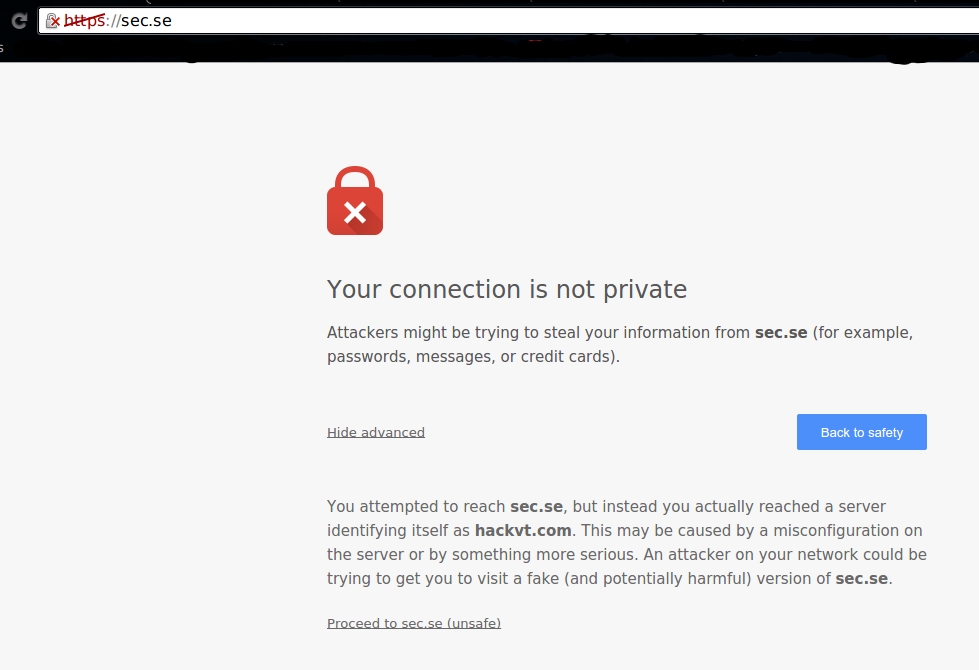 https://sec.se
s
Your connection is not private
Attackers might be trying to steal your information from sec.se (for example,
passwords, messages, or credit cards).
Hide advanced
Back to safety
You attempted to reach sec.se, but instead you actually reached a server
identifying itself as hackvt.com. This may be caused by a misconfiguration on
the server or by something more serious. An attacker on your network could be
trying to get you to visit a fake (and potentially harmful) version of sec.se.
Proceed to sec.se (unsafe)